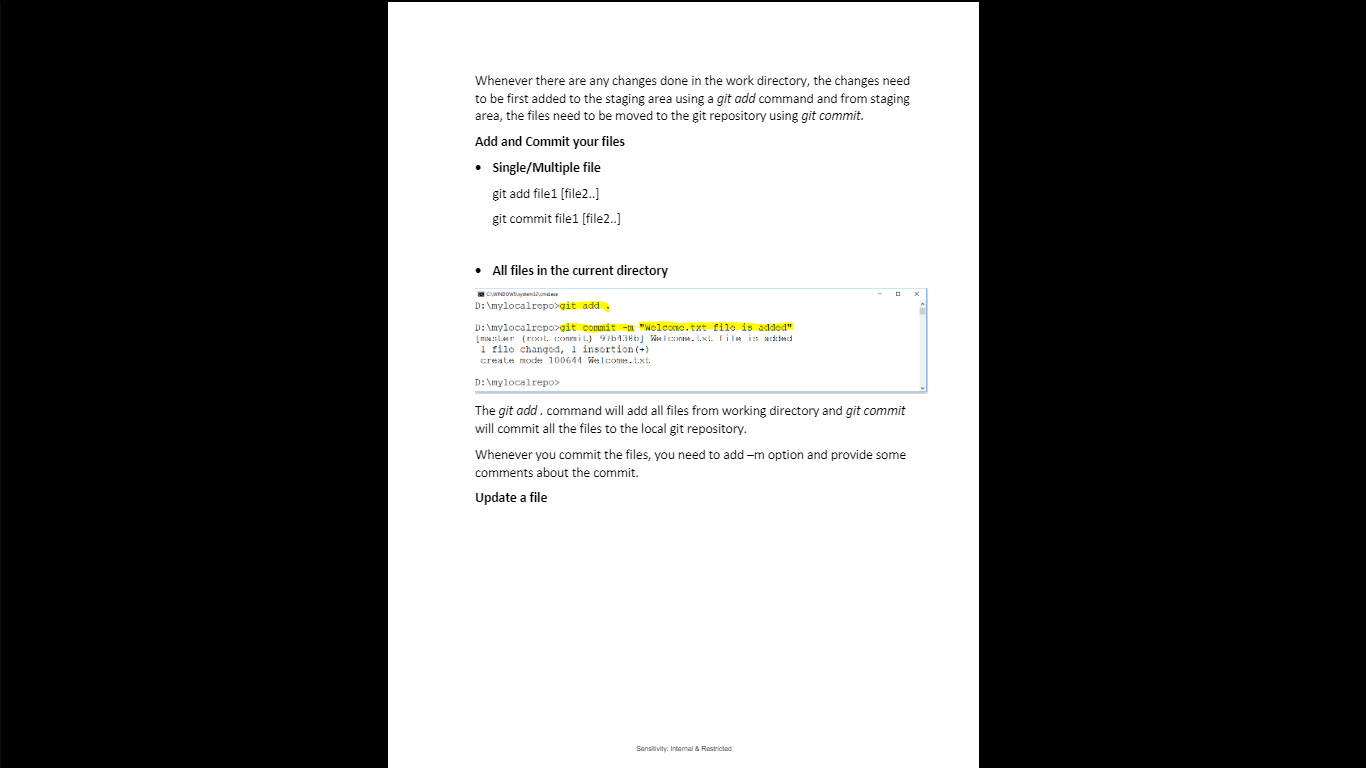 Whenever there are any changes done in the work directory, the changes need
to be first added to the staging area using a git add command and from staging
area, the files need to be moved to the git repository using git commit.
Add and Commit your files
• Single/Multiple file
git add file1 [file2..]
git commit file1 [file2..]
• All files in the current directory
C:\WINDOWS\system32\cmd.exe
D:\mylocalrepo>git add .
D:\mylocalrepo>git commit -m "Welcome.txt file is added"
[master (root commit) 97b438b] Welcome.txt file is added
1 file changed, 1 insertion(+)
create mode 100644 Welcome.txt
D:\mylocalrepo>
The git add . command will add all files from working directory and git commit
will commit all the files to the local git repository.
Whenever you commit the files, you need to add –m option and provide some
comments about the commit.
Update a file
Sensitivity: Internal & Restricted